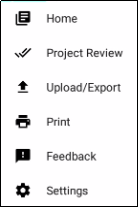 Home
Project Review
Upload/Export
Print
Feedback
Settings